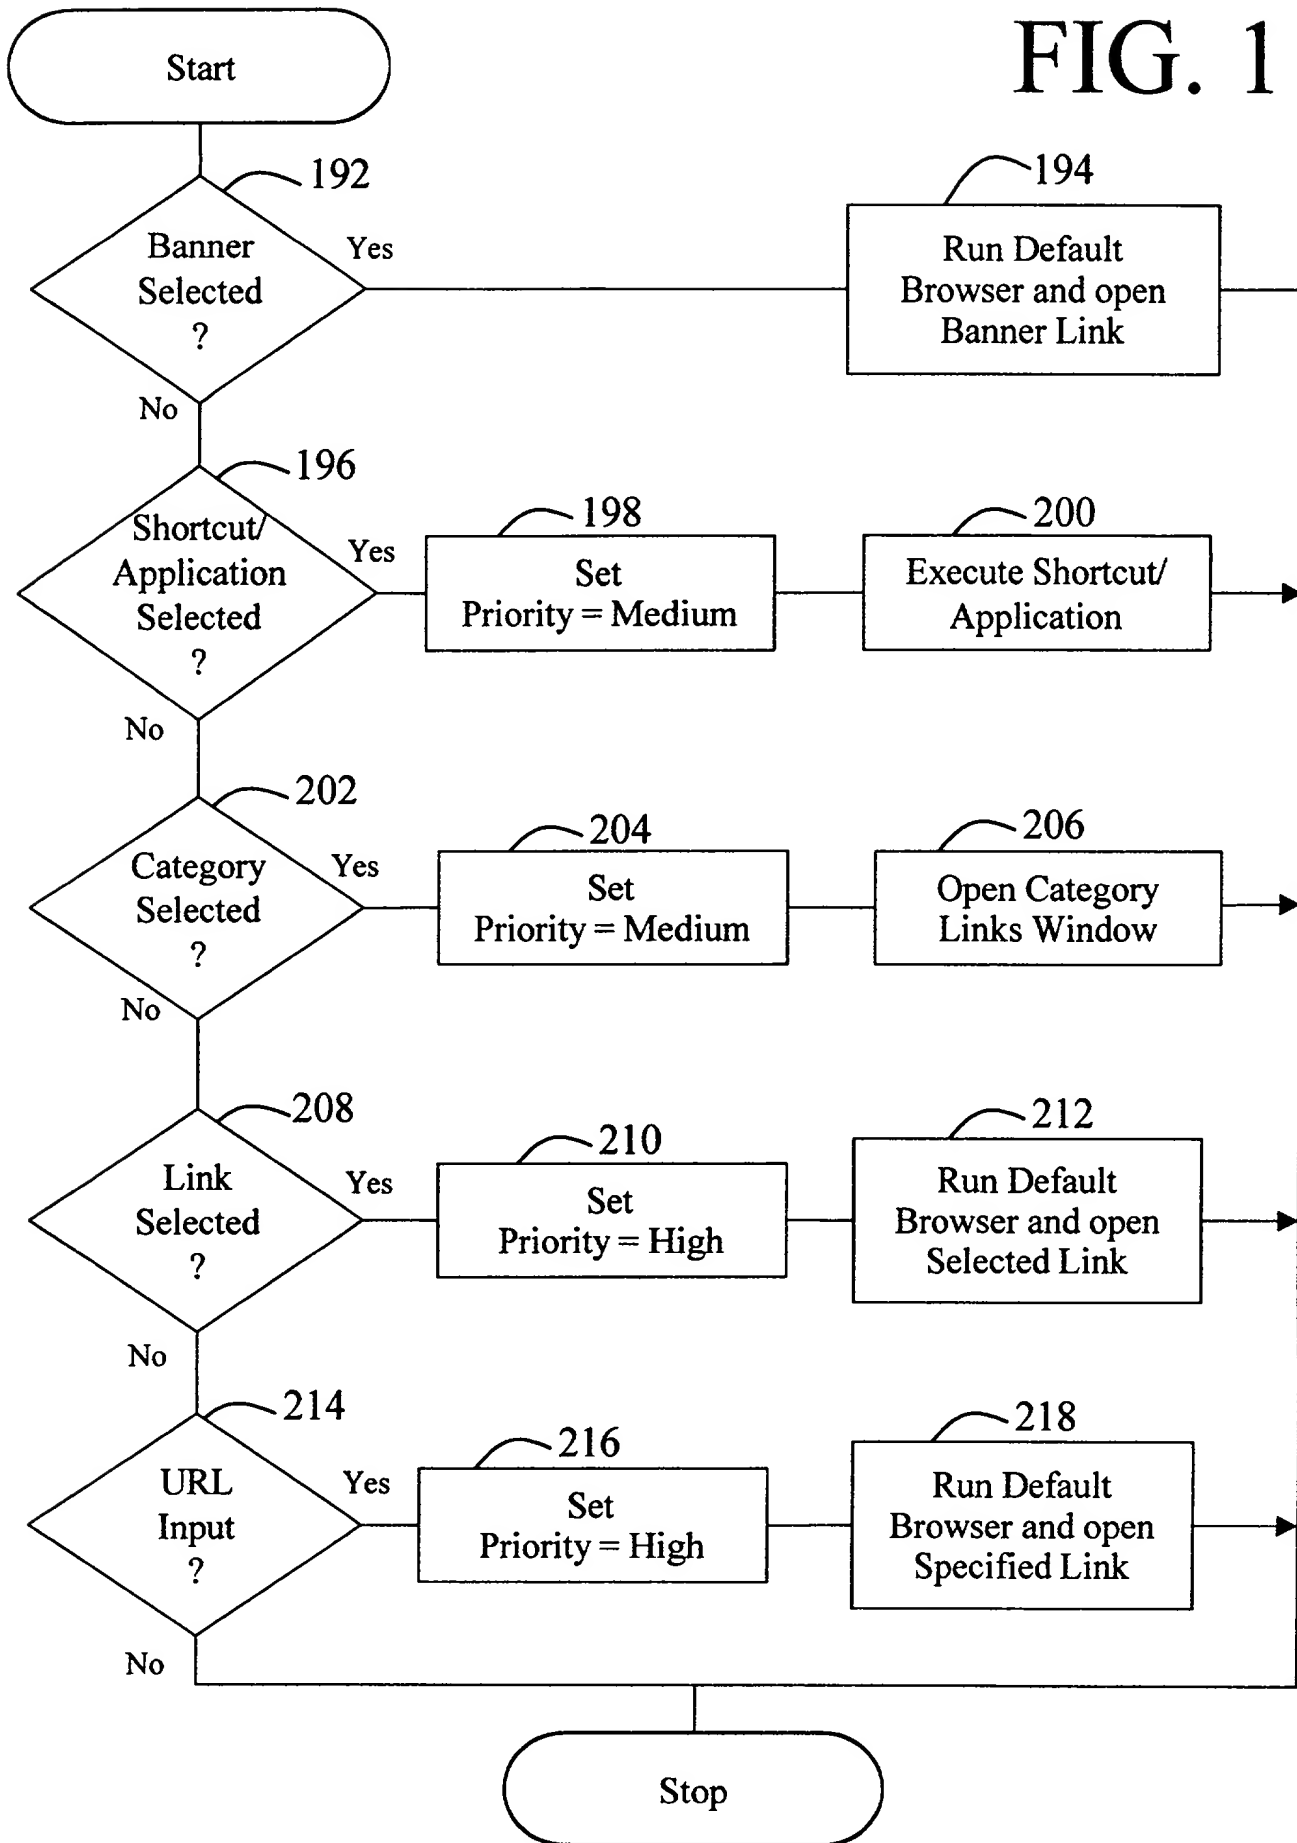 FIG. 1
Start
192
Banner
Selected
?
Yes
No
194
Run Default
Browser and open
Banner Link
196
Shortcut/
Application
Selected
?
Yes
No
198
Set
Priority = Medium
200
Execute Shortcut/
Application
202
Category
Selected
?
Yes
No
204
Set
Priority = Medium
206
Open Category
Links Window
208
Link
Selected
?
Yes
No
210
Set
Priority = High
212
Run Default
Browser and open
Selected Link
214
URL
Input
?
Yes
No
216
Set
Priority = High
218
Run Default
Browser and open
Specified Link
Stop